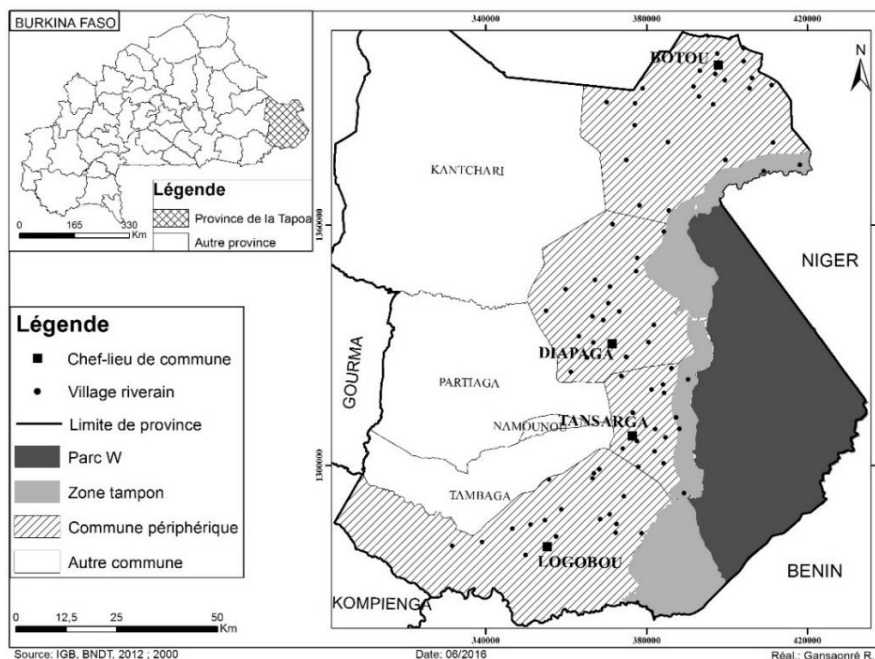 BURKINA FASO
Légende
Province de la Tapoa
Autre province
0 165 330
Km
Légende
Chef-lieu de commune
Village riverain
Limite de province
Parc W
Zone tampon
Commune périphérique
Autre commune
0 12,5 25 50
Km
340000 380000 420000
N
BOTOU
KANTCHARI
1360000
1360000
NIGER
GOURMA
DIAPAGA
PARTIAGA
NAMOUNOU
TANSARGA
1300000
1300000
TAMBAGA
LOGOBOU
BENIN
KOMPIENGA
340000 380000 420000
Source: IGB, BNDT, 2012 ; 2000 Date: 06/2016 Réal.: Gansaonré R.